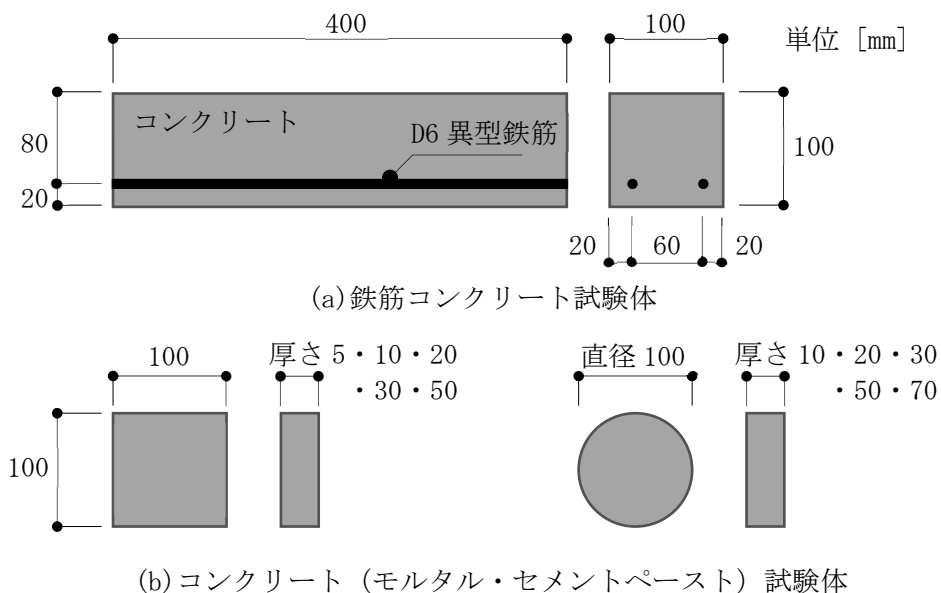 400
100
単位 [mm]
コンクリート
D6 異型鉄筋
80
20
100
20
60
20
(a)鉄筋コンクリート試験体
100
厚さ 5・10・20
・30・50
直径 100
厚さ 10・20・30
・50・70
100
(b)コンクリート（モルタル・セメントペースト）試験体